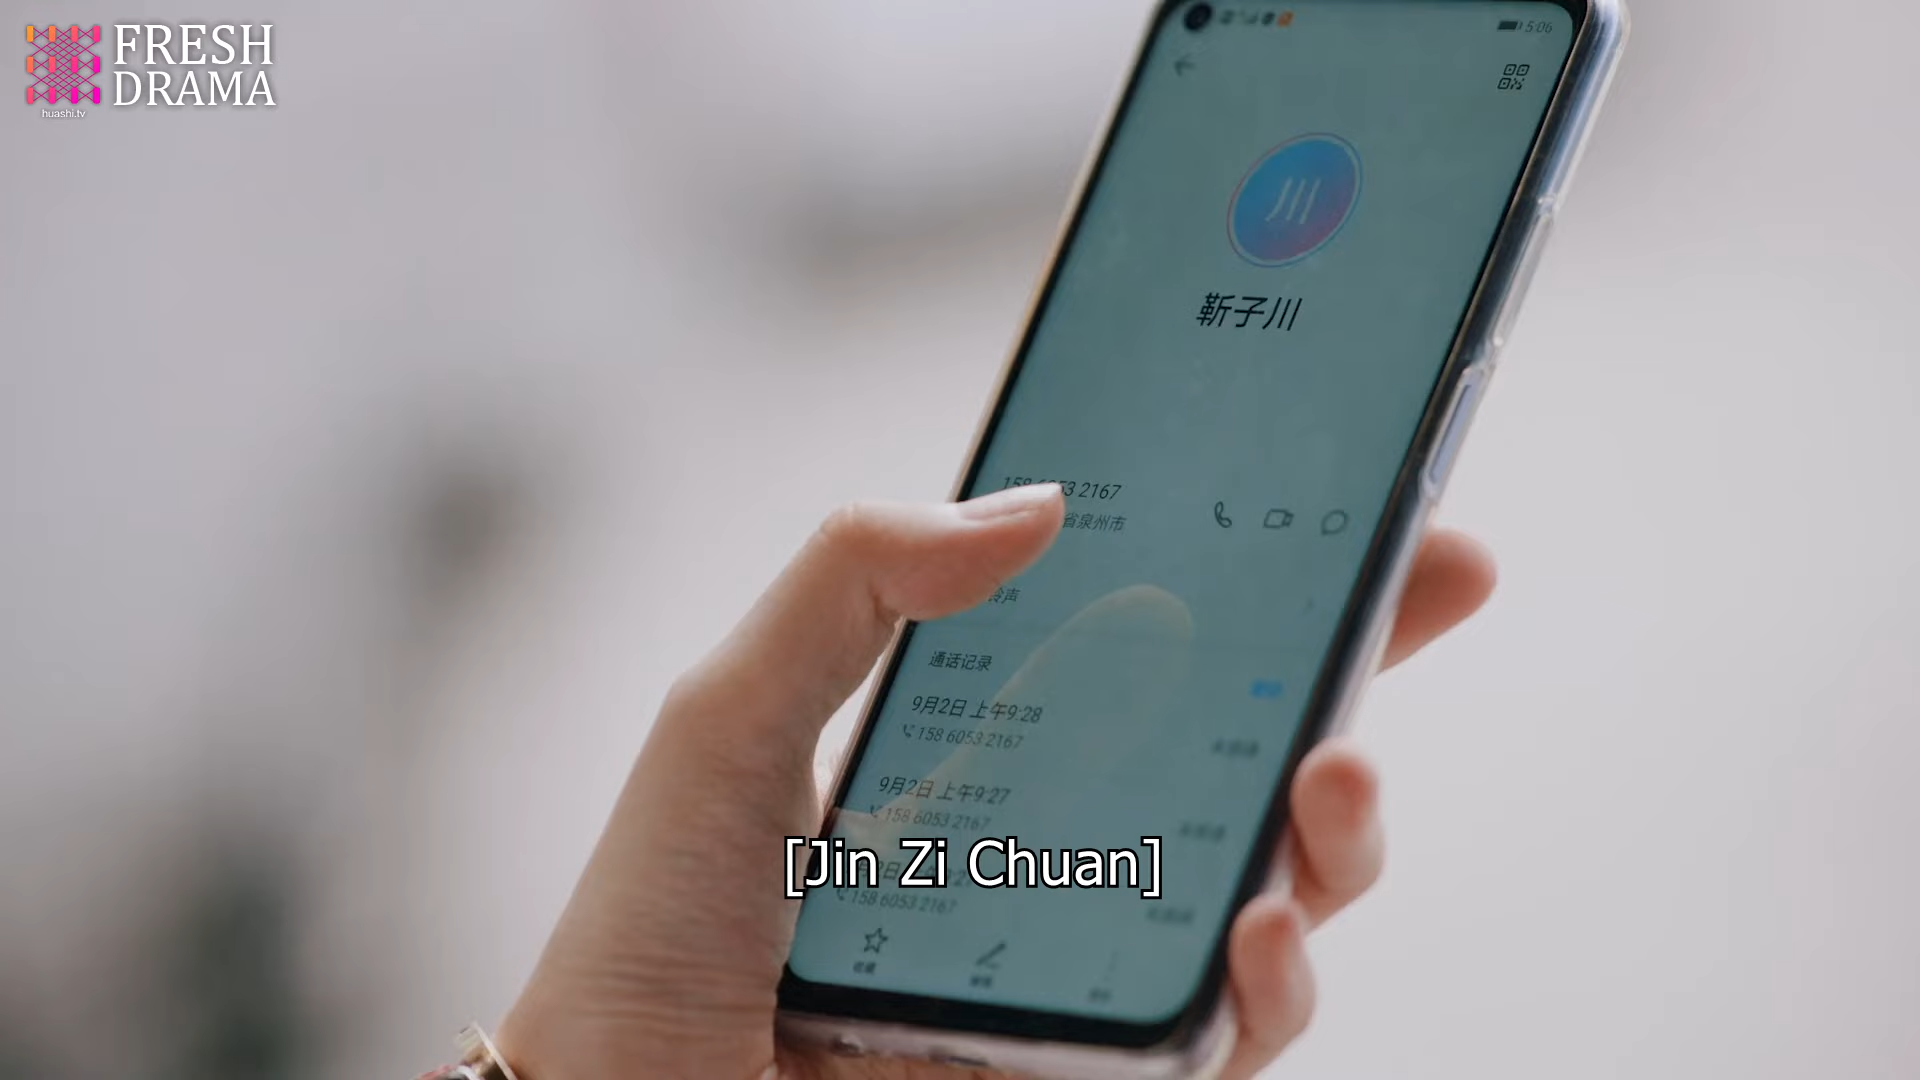 FRESH
DRAMA
huashi.tv
5:06
川
靳子川
2167
省泉州市
铃声
通话记录
9月2日 上午9:28
158 6053 2167
9月2日 上午9:27
158 6053 2167
158 6053 2167
[Jin Zi Chuan]